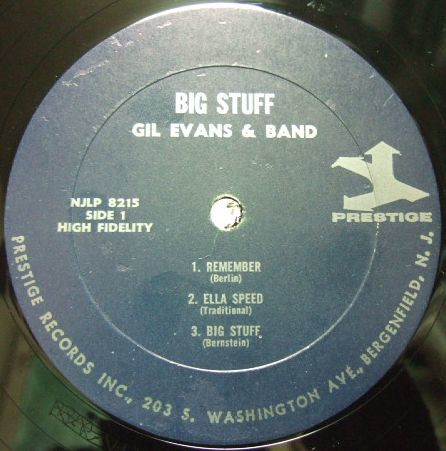 BIG STUFF
GIL EVANS & BAND
NJLP 8215
SIDE 1
HIGH FIDELITY
PRESTIGE
1. REMEMBER
(Berlin)
2. ELLA SPEED
(Traditional)
3. BIG STUFF
(Bernstein)
PRESTIGE RECORDS INC., 203 S. WASHINGTON AVE., BERGENFIELD, N. J.